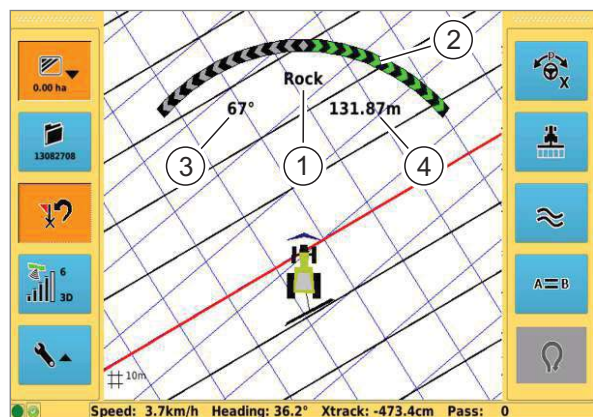 0.00 ha
13082708
6
3D
Rock
67° 131.87m
1
2
3
4
10m
P
X
A=B
Speed: 3.7km/h Heading: 36.2° Xtrack: -473.4cm Pass: 0